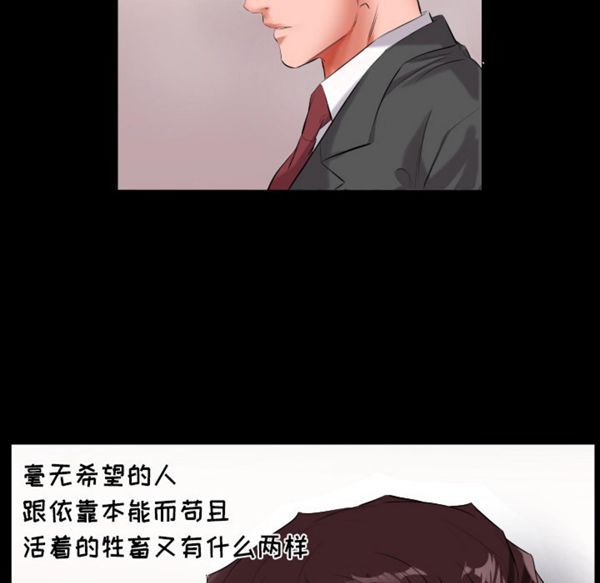 毫无希望的人
跟依靠本能而苟且
活着的牲畜又有什么两样